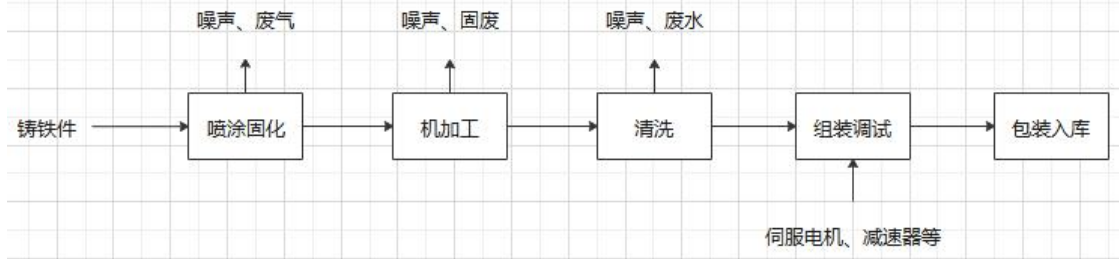 噪声、废气
噪声、固废
噪声、废水
铸铁件
喷涂固化
机加工
清洗
组装调试
包装入库
伺服电机、减速器等